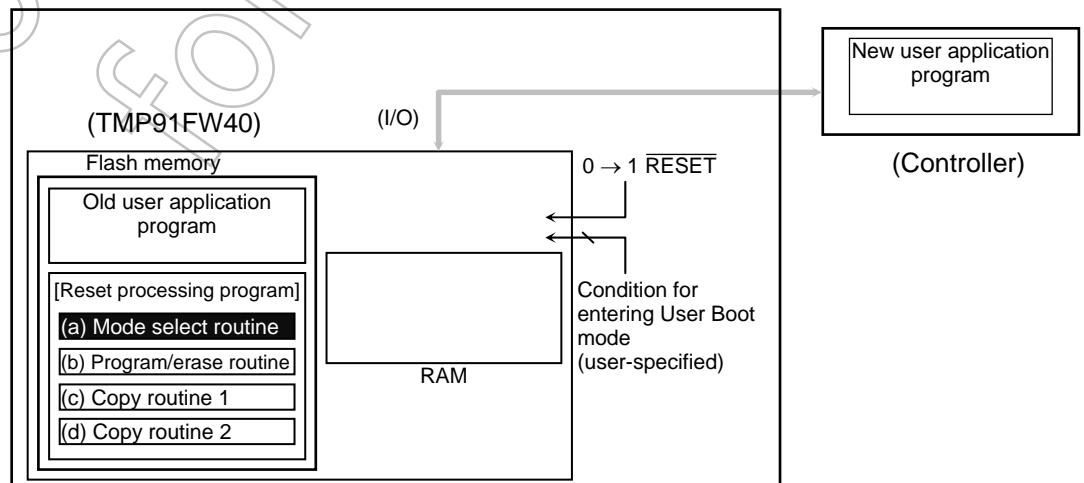 New user application
program
(TMP91FW40)
(I/O)
(Controller)
Flash memory
0 → 1 RESET
Old user application
program
[Reset processing program]
(a) Mode select routine
(b) Program/erase routine
(c) Copy routine 1
(d) Copy routine 2
RAM
Condition for
entering User Boot
mode
(user-specified)